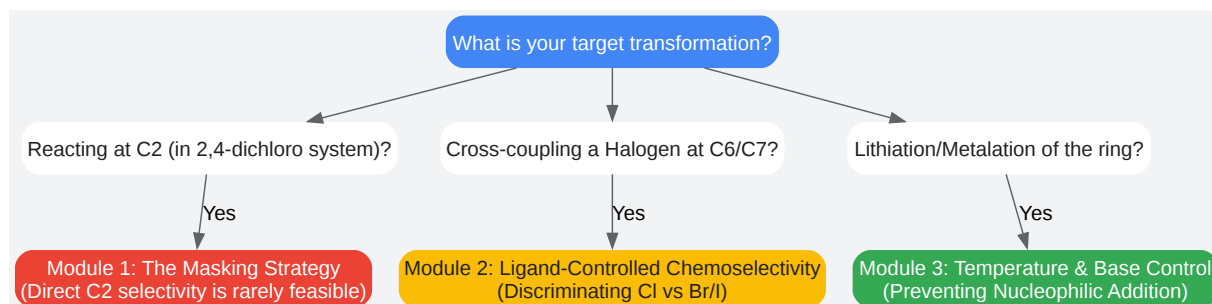 What is your target transformation?
Reacting at C2 (in 2,4-dichloro system)?
Cross-coupling a Halogen at C6/C7?
Lithiation/Metalation of the ring?
Yes
Yes
Yes
Module 1: The Masking Strategy
(Direct C2 selectivity is rarely feasible)
Module 2: Ligand-Controlled Chemoselectivity
(Discriminating Cl vs Br/I)
Module 3: Temperature & Base Control
(Preventing Nucleophilic Addition)